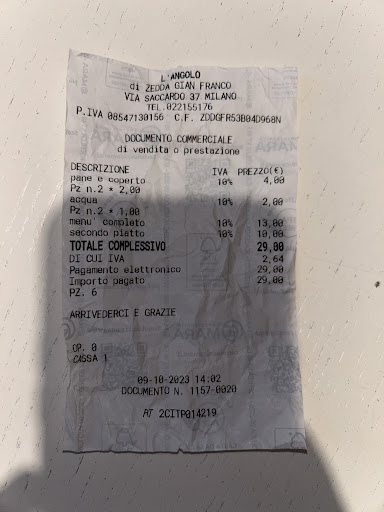 L'ANGOLO
di ZEDDA GIAN FRANCO
VIA SACCARDO 37 MILANO
TEL.022155176
P.IVA 08547130156 C.F. ZDDGFR53B04D968N
DOCUMENTO COMMERCIALE
di vendita o prestazione
DESCRIZIONE IVA PREZZO(€)
pane e coperto 10% 4,00
Pz n.2 * 2,00
acqua 10% 2,00
Pz n.2 * 1,00
menu' completo 10% 13,00
secondo piatto 10% 10,00
TOTALE COMPLESSIVO 29,00
DI CUI IVA 2,64
Pagamento elettronico 29,00
Importo pagato 29,00
PZ. 6
ARRIVEDERCI E GRAZIE
OP. 0
CASSA 1
09-10-2023 14:02
DOCUMENTO N. 1157-0020
RT 2CITP014219